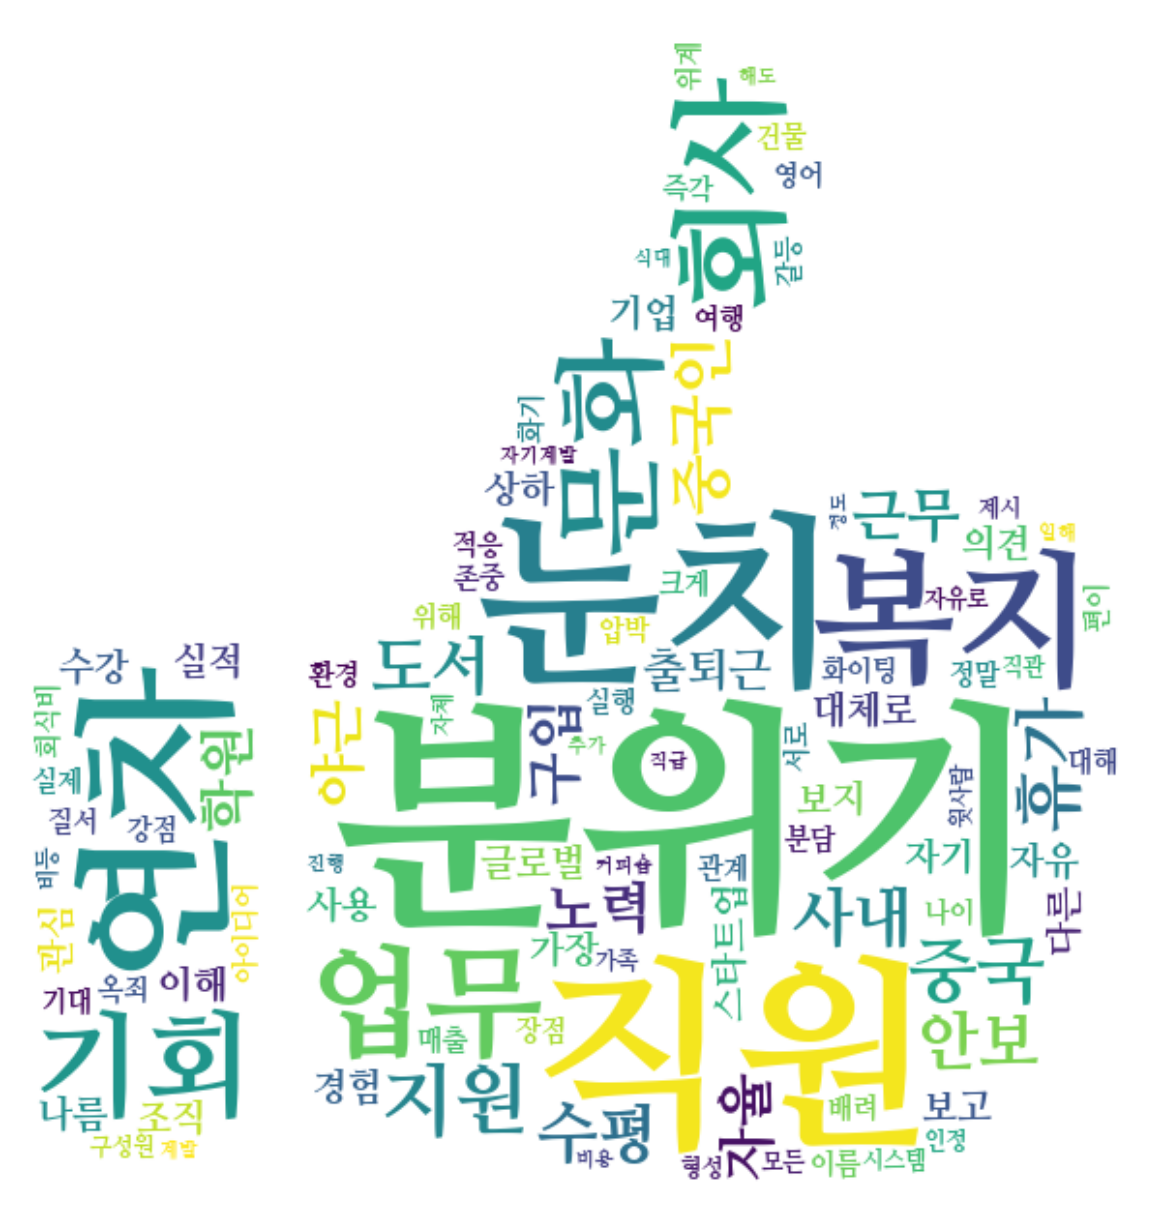 위계
해도
회사
건물
영어
즉각
식대
갈등
기업
여행
문화
중국인
화기
자기계발
상하
눈치
근무
제시
정도
의견
일해
적응
존중
크게
복지
자유로
편이
위해
압박
수강
실적
도서
출퇴근
환경
화이팅
정말
직관
연차
회식비
실제
학원
질서
강점
비등
관심
아이디어
기대
옥죄
이해
기회
나름
조직
구성원
계발
야근
자체
구입
실행
추가
직급
서로
대체로
휴가
대해
윗사람
분위기
보지
분담
진행
글로벌
커피숍
관계
자기
자유
사용
노력
사내
나이
다른
가장
가족
스타트업
중국
업무
매출
장점
직원
안보
경험
지원
수평
비용
자율
배려
보고
인정
형성
모든
이름
시스템